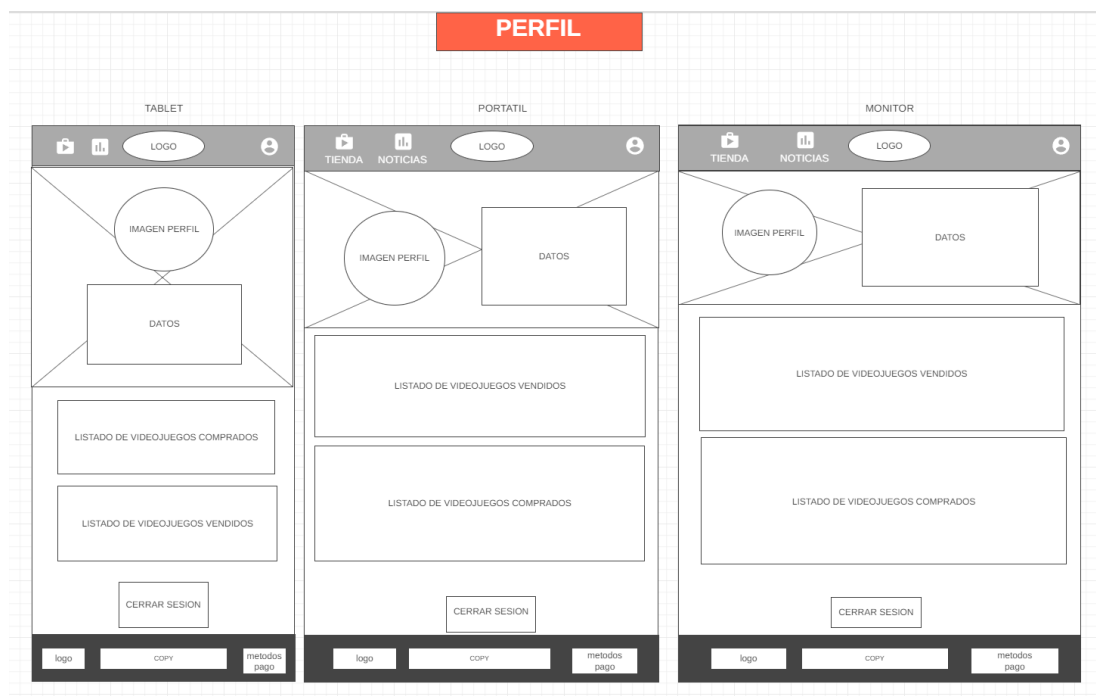 PERFIL
TABLET
LOGO
IMAGEN PERFIL
DATOS
LISTADO DE VIDEOJUEGOS COMPRADOS
LISTADO DE VIDEOJUEGOS VENDIDOS
CERRAR SESION
logo
COPY
metodos
pago
PORTATIL
TIENDA
NOTICIAS
LOGO
IMAGEN PERFIL
DATOS
LISTADO DE VIDEOJUEGOS VENDIDOS
LISTADO DE VIDEOJUEGOS COMPRADOS
CERRAR SESION
logo
COPY
metodos
pago
MONITOR
TIENDA
NOTICIAS
LOGO
IMAGEN PERFIL
DATOS
LISTADO DE VIDEOJUEGOS VENDIDOS
LISTADO DE VIDEOJUEGOS COMPRADOS
CERRAR SESION
logo
COPY
metodos
pago